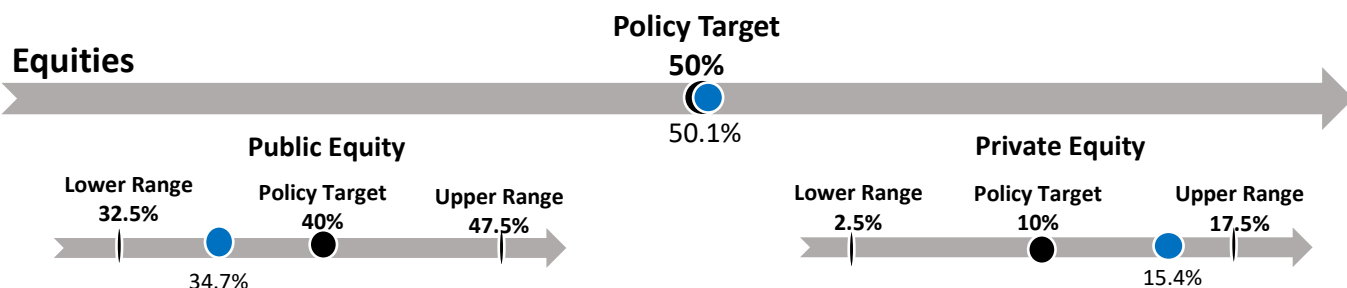 Policy Target
50%
Equities
50.1%
Public Equity
Private Equity
Lower Range
32.5%
Policy Target
40%
Upper Range
47.5%
34.7%
Lower Range
2.5%
Policy Target
10%
Upper Range
17.5%
15.4%